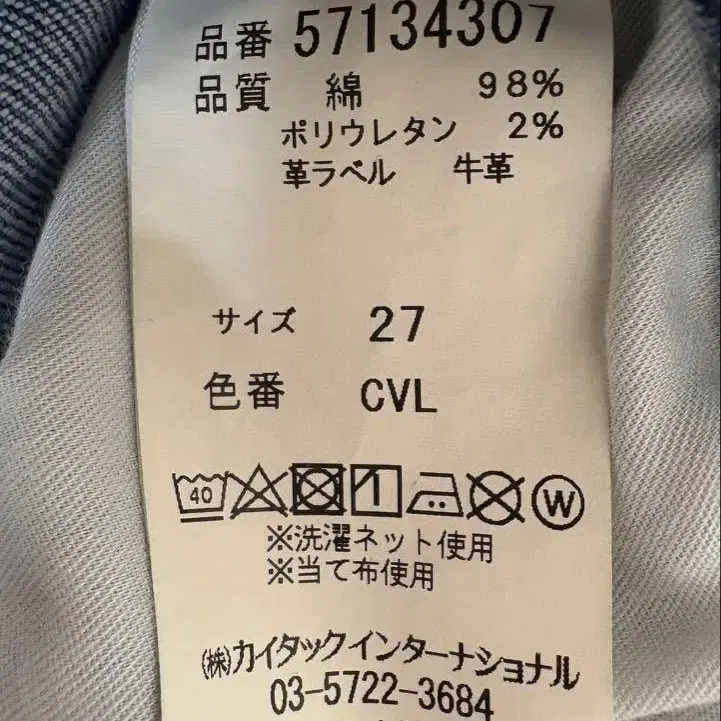 品番 57134307
品質 綿 98%
ポリウレタン 2%
革ラベル 牛革
サイズ 27
色番 CVL
40 W
※洗濯ネット使用
※当て布使用
(株)カイタックインターナショナル
03-5722-3684